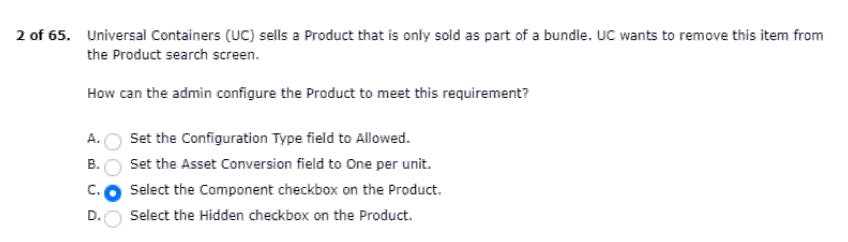 2 of 65. Universal Containers (UC) sells a Product that is only sold as part of a bundle. UC wants to remove this item from
the Product search screen.
How can the admin configure the Product to meet this requirement?
A. Set the Configuration Type field to Allowed.
B. Set the Asset Conversion field to One per unit.
C. Select the Component checkbox on the Product.
D. Select the Hidden checkbox on the Product.